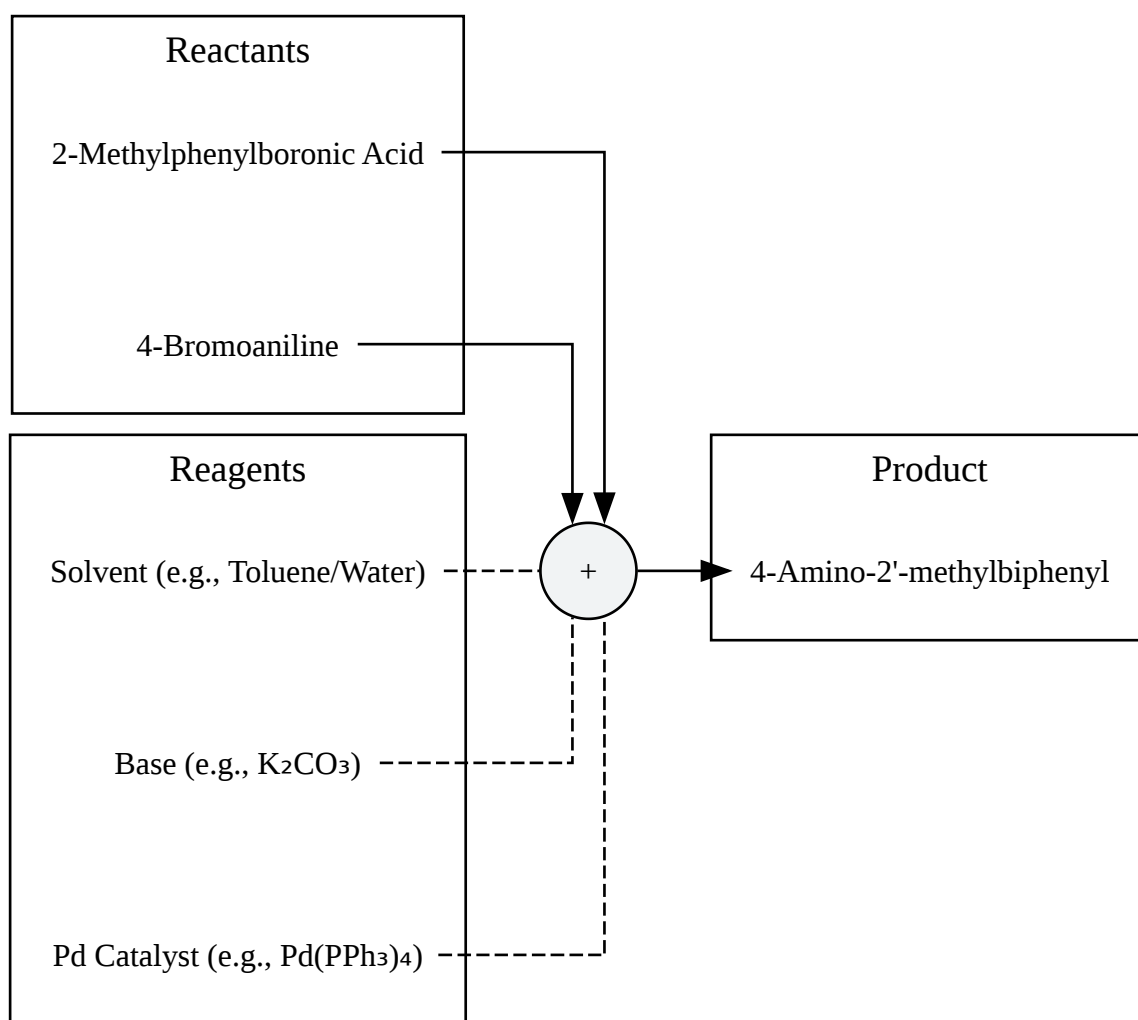 Reactants
2-Methylphenylboronic Acid
4-Bromoaniline
Reagents
Solvent (e.g., Toluene/Water)
Base (e.g., K₂CO₃)
Pd Catalyst (e.g., Pd(PPh₃)₄)
+
Product
4-Amino-2'-methylbiphenyl